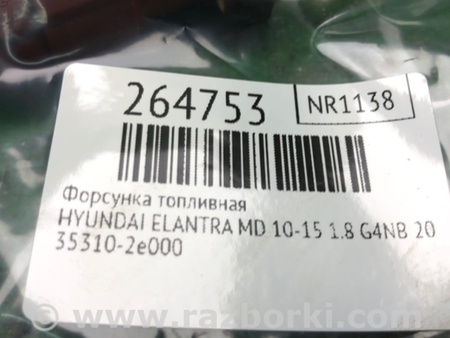 264753
NR1138
Форсунка топливная
HYUNDAI ELANTRA MD 10-15 1.8 G4NB 20
35310-2e000
© www.razborki.com